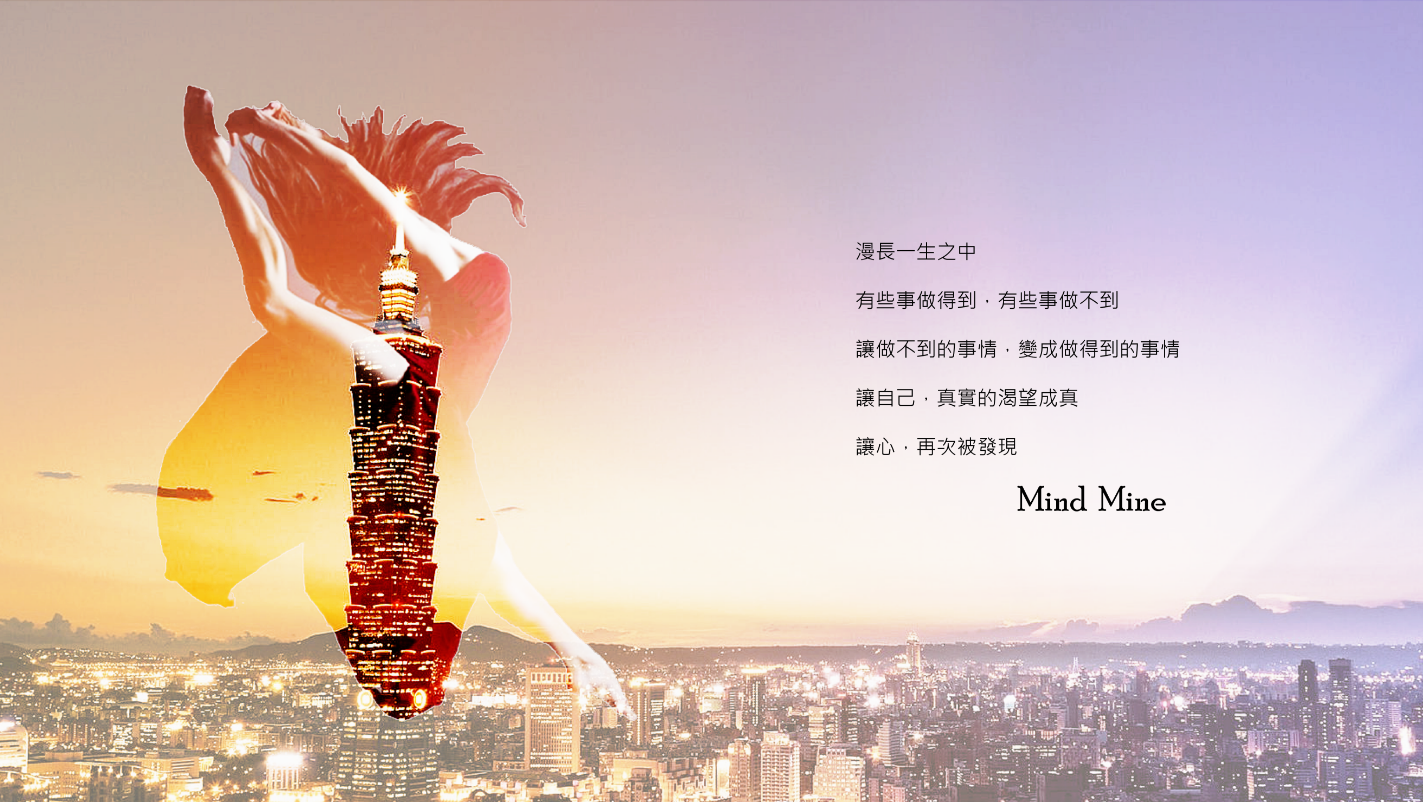 漫長一生之中
有些事做得到，有些事做不到
讓做不到的事情，變成做得到的事情
讓自己，真實的渴望成真
讓心，再次被發現
Mind Mine